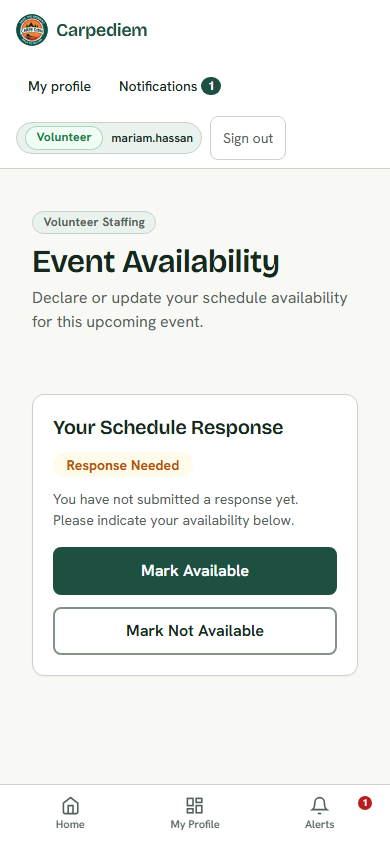 Carpediem
My profile
Notifications 1
Volunteer mariam.hassan
Sign out
Volunteer Staffing
Event Availability
Declare or update your schedule availability
for this upcoming event.
Your Schedule Response
Response Needed
You have not submitted a response yet.
Please indicate your availability below.
Mark Available
Mark Not Available
Home
My Profile
Alerts
1